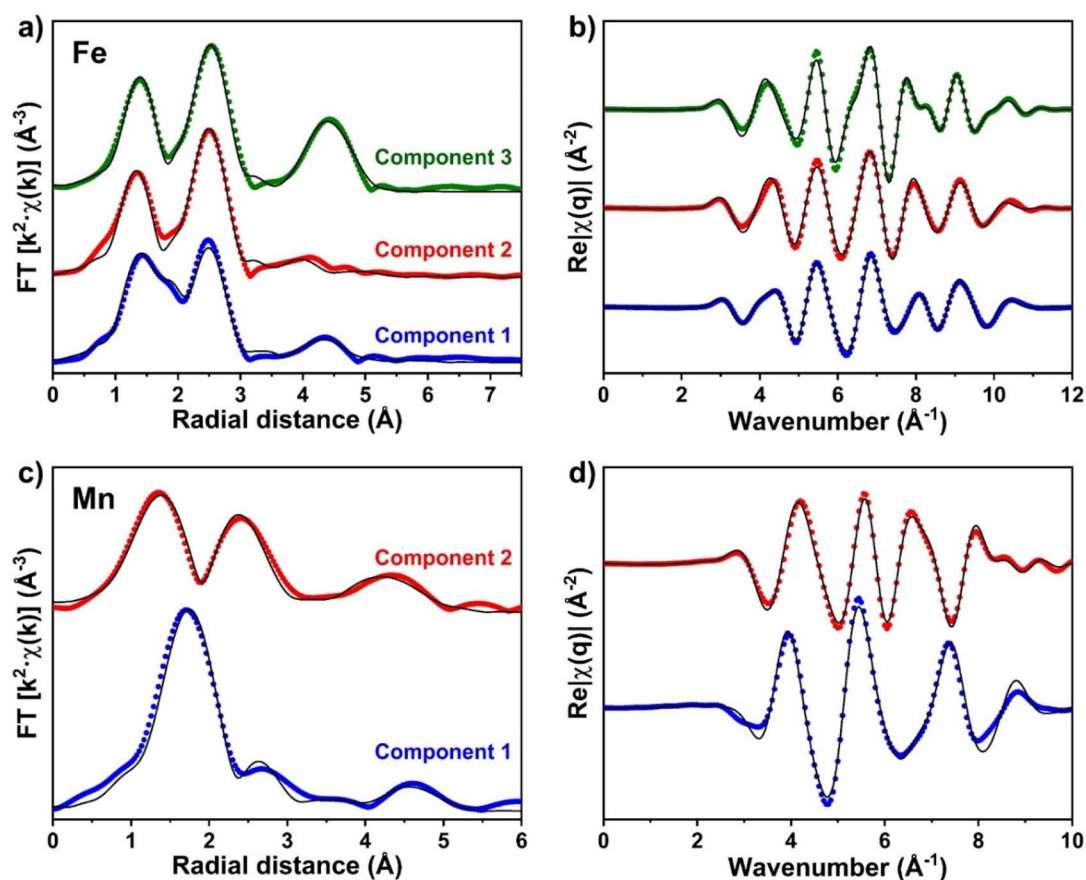 a)
Fe
FT [k²·χ(k)] (Å⁻³)
Component 3
Component 2
Component 1
0 1 2 3 4 5 6 7
Radial distance (Å)
b)
Re|χ(q)| (Å⁻²)
0 2 4 6 8 10 12
Wavenumber (Å⁻¹)
c)
Mn
FT [k²·χ(k)] (Å⁻³)
Component 2
Component 1
0 1 2 3 4 5 6
Radial distance (Å)
d)
Re|χ(q)| (Å⁻²)
0 2 4 6 8 10
Wavenumber (Å⁻¹)